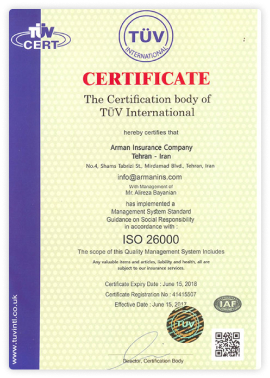 TÜV
CERT
TÜV
INTERNATIONAL
CERTIFICATE
The Certification body of
TÜV International
hereby certifies that
Arman Insurance Company
Tehran - Iran
No.4, Shams Tabrizi St., Mirdamad Blvd., Tehran, Iran
info@armanins.com
With Management of
Mr. Alireza Bayanian
has implemented a
Management System Standard
Guidance on Social Responsibility
in accordance with :
ISO 26000
The scope of this Quality Management System Includes
Any valuable items and articles, liability and health, all are
subject to our insurance services.
Certificate Expiry Date : June 15, 2018
Certificate Registration No : 41415507
Effective Date : June 15, 2017
TÜV
IAF
Director, Certification Body
www.tuvintl.co.uk